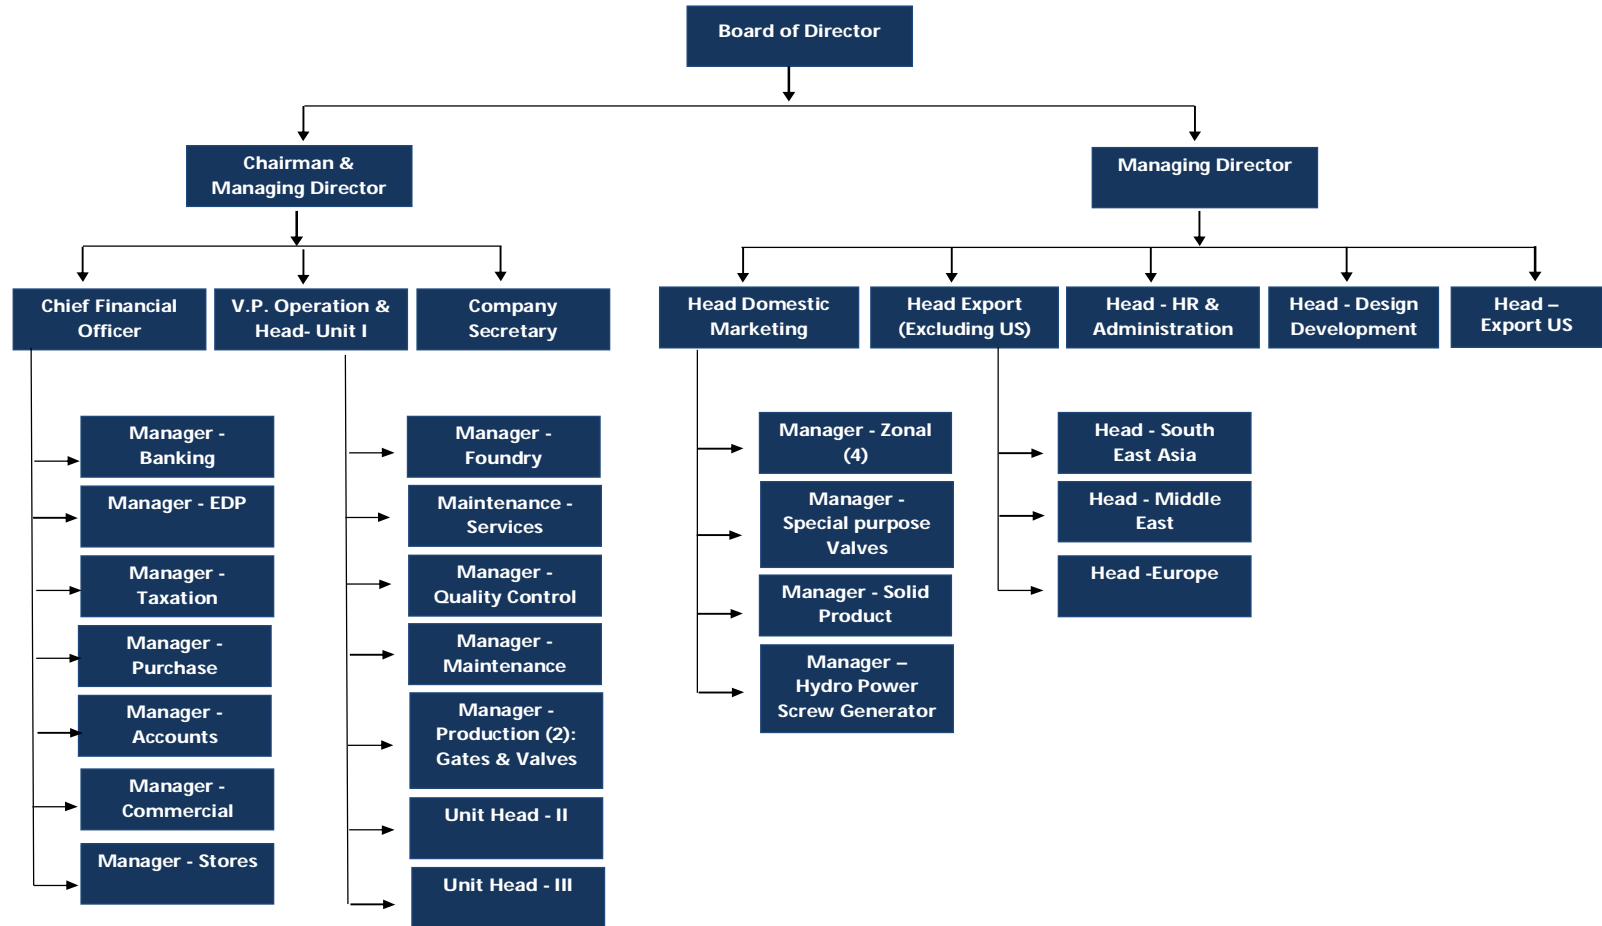 Board of Director
Chairman &
Managing Director
Managing Director
Chief Financial
Officer
V.P. Operation &
Head- Unit I
Company
Secretary
Head Domestic
Marketing
Head Export
(Excluding US)
Head - HR &
Administration
Head - Design
Development
Head –
Export US
Manager -
Banking
Manager - EDP
Manager -
Taxation
Manager -
Purchase
Manager -
Accounts
Manager -
Commercial
Manager - Stores
Manager -
Foundry
Maintenance -
Services
Manager -
Quality Control
Manager -
Maintenance
Manager -
Production (2):
Gates & Valves
Unit Head - II
Unit Head - III
Manager - Zonal
(4)
Manager -
Special purpose
Valves
Manager - Solid
Product
Manager –
Hydro Power
Screw Generator
Head - South
East Asia
Head - Middle
East
Head -Europe